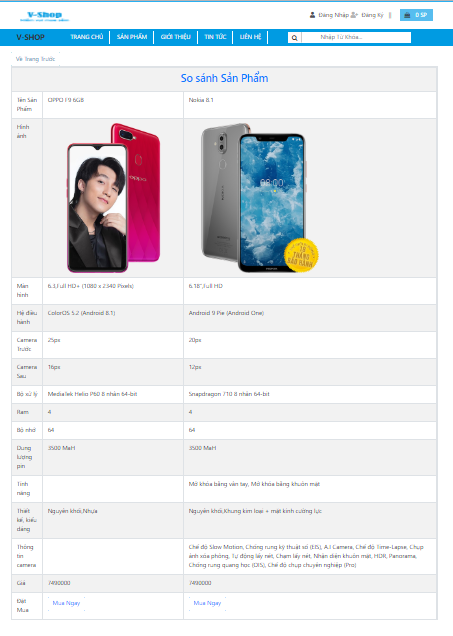 V-Shop
Đăng Nhập Đăng Ký 0 SP
V-SHOP TRANG CHỦ SẢN PHẨM GIỚI THIỆU TIN TỨC LIÊN HỆ Nhập Từ Khóa...
Về Trang Trước
So sánh Sản Phẩm
Tên Sản Phẩm OPPO F9 6GB Nokia 8.1
Hình ảnh
OPPO
08:00
18 THÁNG BẢO HÀNH
Màn hình 6.3,Full HD+ (1080 x 2340 Pixels) 6.18",Full HD
Hệ điều hành ColorOS 5.2 (Android 8.1) Android 9 Pie (Android One)
Camera Trước 25px 20px
Camera Sau 16px 12px
Bộ xử lý MediaTek Helio P60 8 nhân 64-bit Snapdragon 710 8 nhân 64-bit
Ram 4 4
Bộ nhớ 64 64
Dung lượng pin 3500 MaH 3500 MaH
Tính năng Mở khóa bằng vân tay, Mở khóa bằng khuôn mặt
Thiết kế, kiểu dáng Nguyên khối,Nhựa Nguyên khối,Khung kim loại + mặt kính cường lực
Thông tin camera Chế độ Slow Motion, Chống rung kỹ thuật số (EIS), A.I Camera, Chế độ Time-Lapse, Chụp
ảnh xóa phông, Tự động lấy nét, Chạm lấy nét, Nhận diện khuôn mặt, HDR, Panorama,
Chống rung quang học (OIS), Chế độ chụp chuyên nghiệp (Pro)
Giá 7490000 7490000
Đặt Mua Mua Ngay Mua Ngay